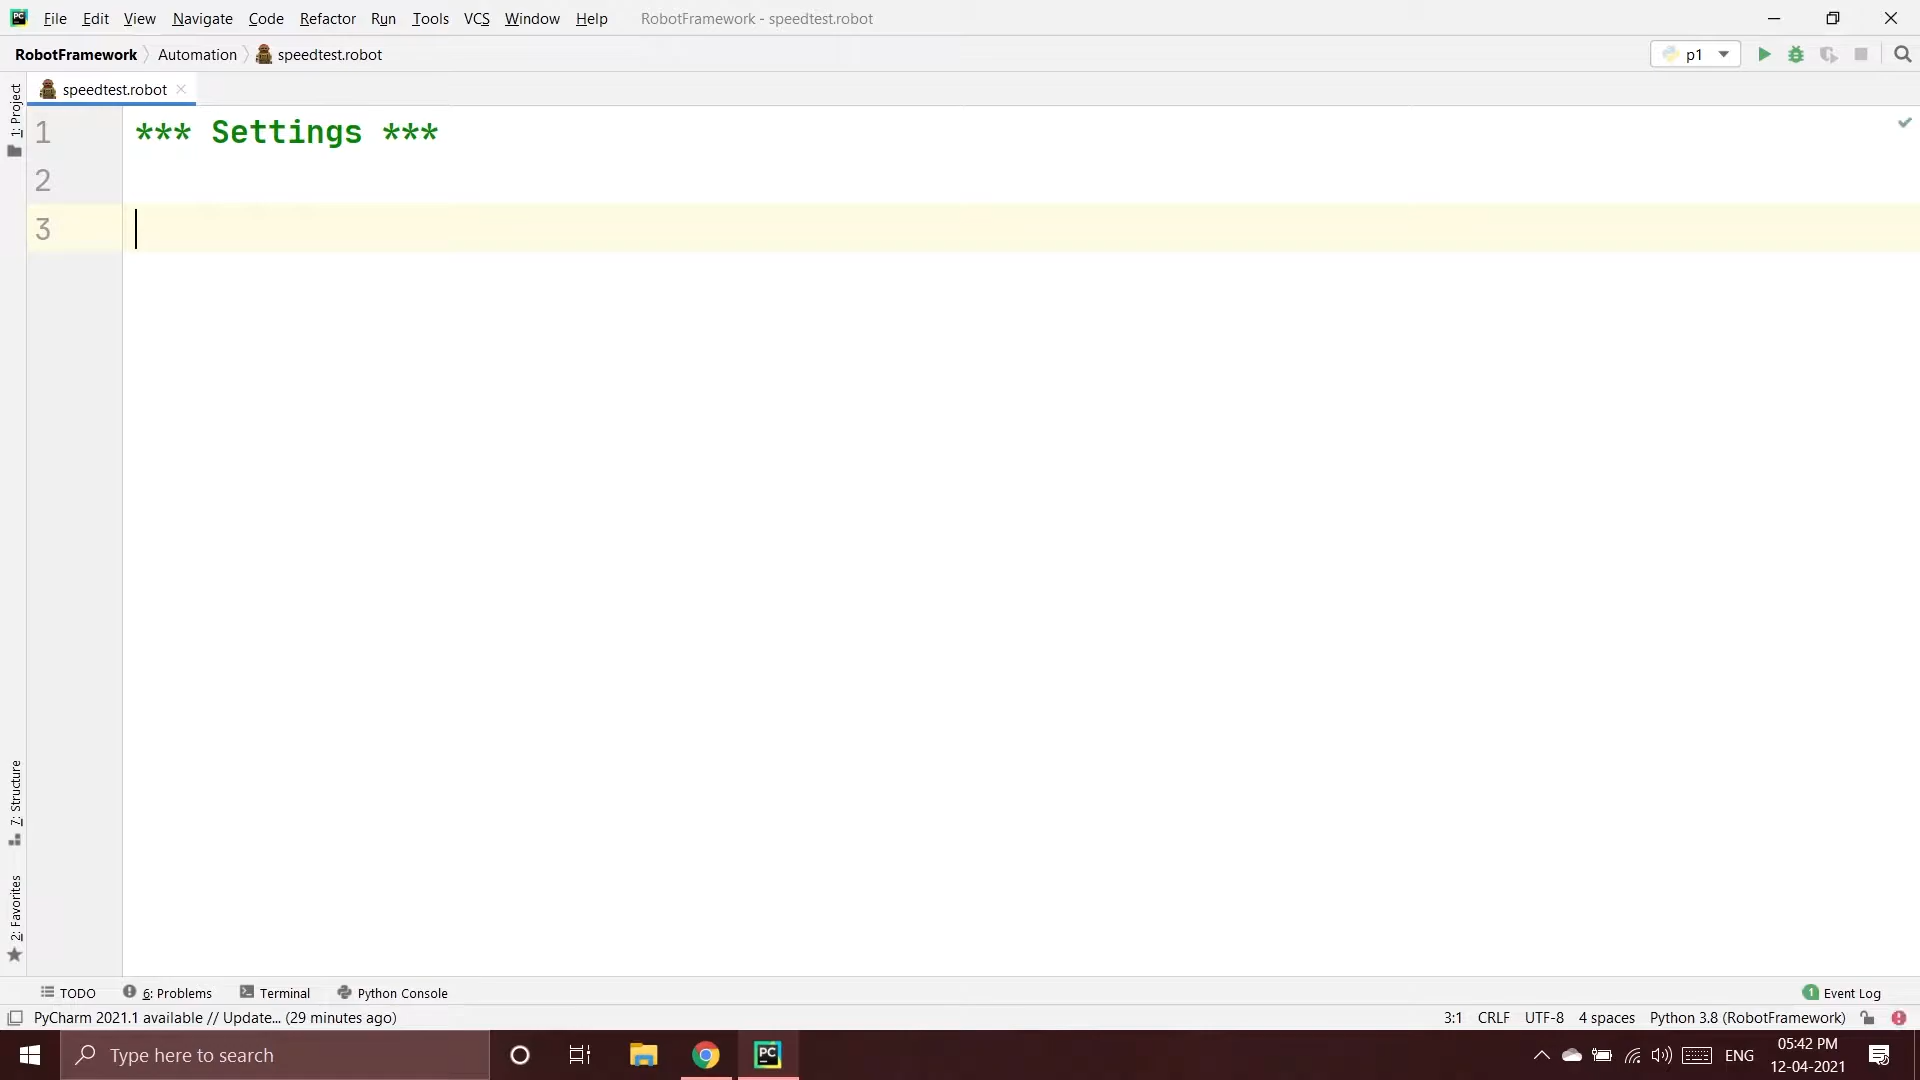 File Edit View Navigate Code Refactor Run Tools VCS Window Help RobotFramework - speedtest.robot
RobotFramework Automation speedtest.robot p1
1: Project
speedtest.robot
1 *** Settings ***
2
3
7: Structure
2: Favorites
TODO 6: Problems Terminal Python Console 1 Event Log
PyCharm 2021.1 available // Update... (29 minutes ago) 3:1 CRLF UTF-8 4 spaces Python 3.8 (RobotFramework)
Type here to search PC ENG 05:42 PM
12-04-2021